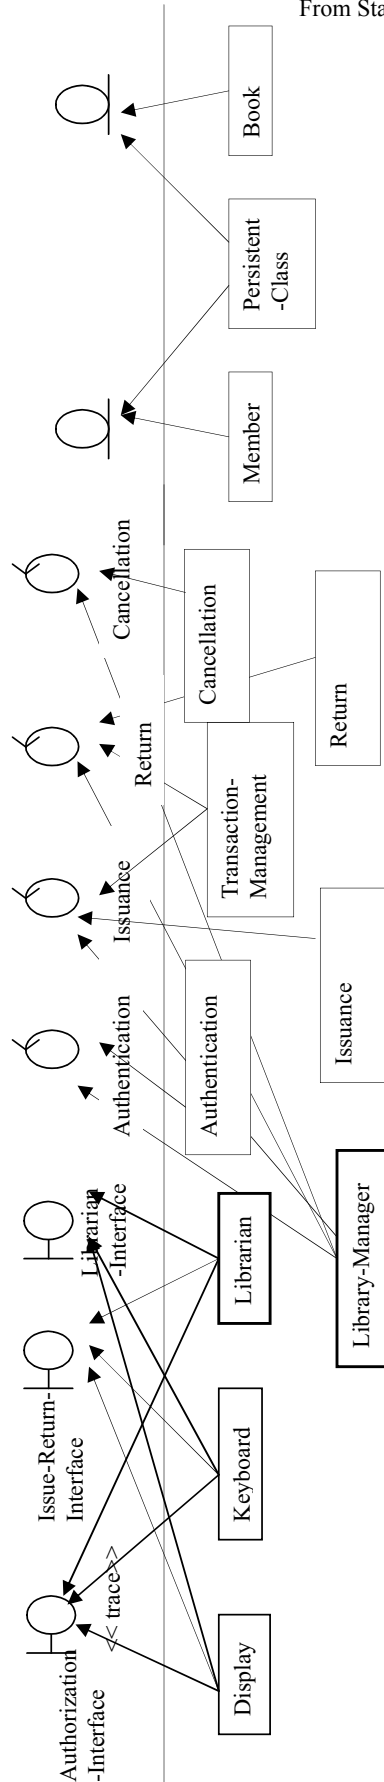 From Sta
Authorization
-Interface
Issue-Return-
Interface
Librarian
-Interface
Authentication
Issuance
Return
Cancellation
<< trace>>
Display
Keyboard
Librarian
Library-Manager
Authentication
Issuance
Transaction-
Management
Cancellation
Return
Member
Persistent
-Class
Book